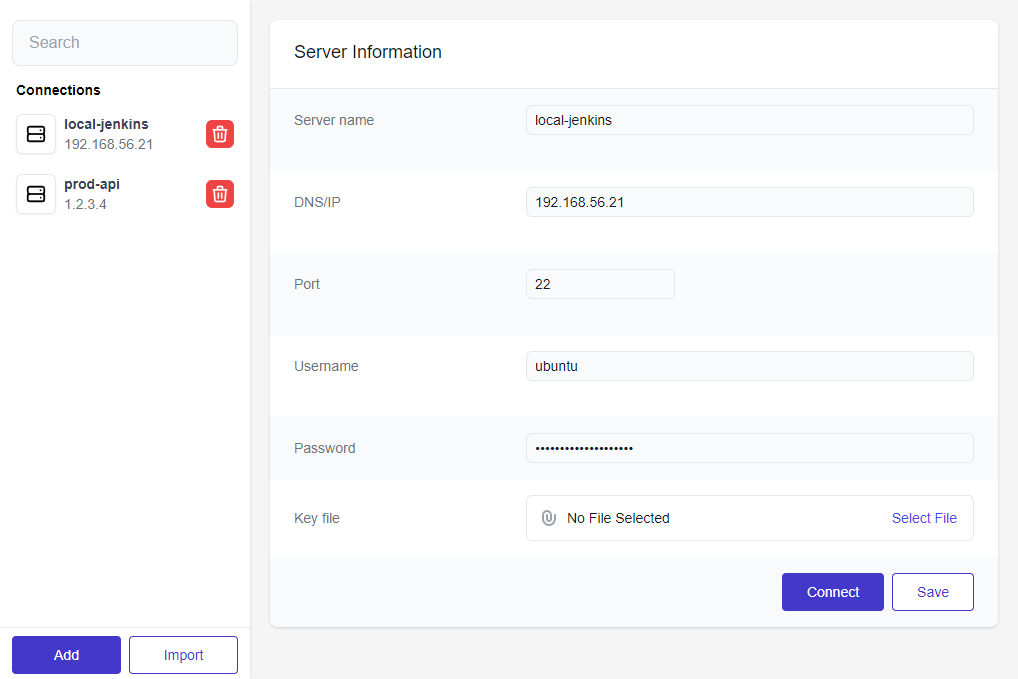 Search
Connections
local-jenkins
192.168.56.21
prod-api
1.2.3.4
Add
Import
Server Information
Server name
local-jenkins
DNS/IP
192.168.56.21
Port
22
Username
ubuntu
Password
•••••••••••••••••••
Key file
No File Selected
Select File
Connect
Save